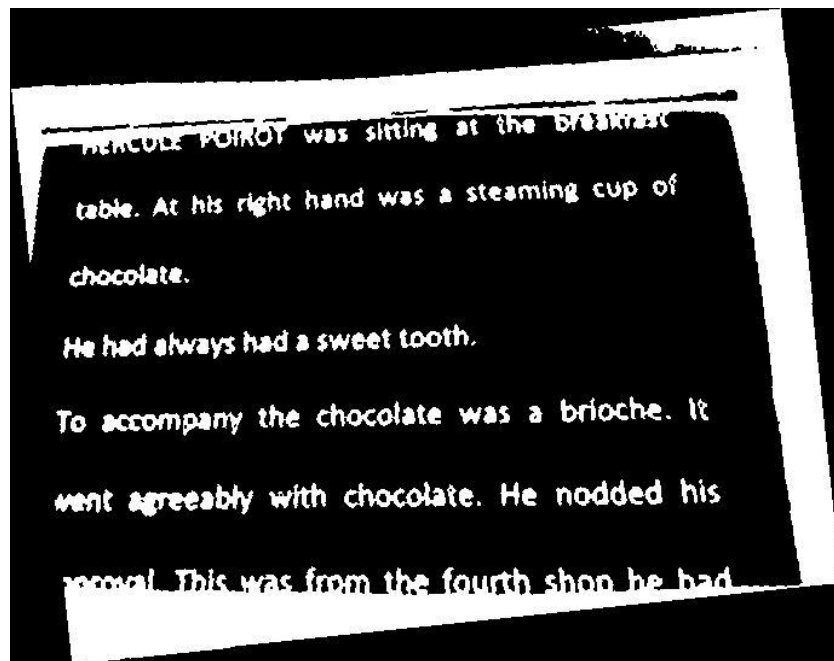 HERCULE POIROT was sitting at the breakfast
table. At his right hand was a steaming cup of
chocolate.
He had always had a sweet tooth.
To accompany the chocolate was a brioche. It
went agreeably with chocolate. He nodded his
approval. This was from the fourth shop he had